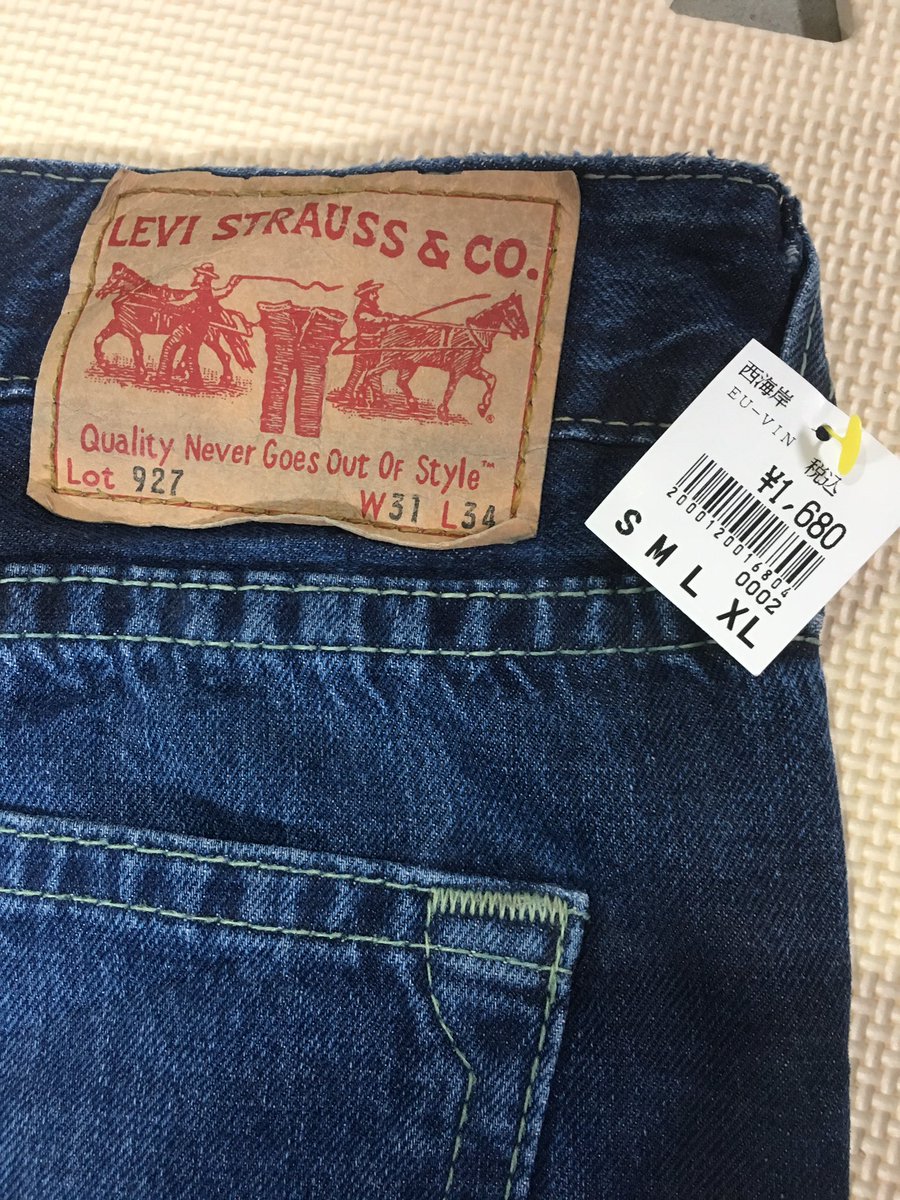 LEVI STRAUSS & CO.
®
Quality Never Goes Out Of Style™
Lot 927
W31 L34
西海岸
EU-VIN
税込
¥1,680
2000120016804
0002
S M L XL